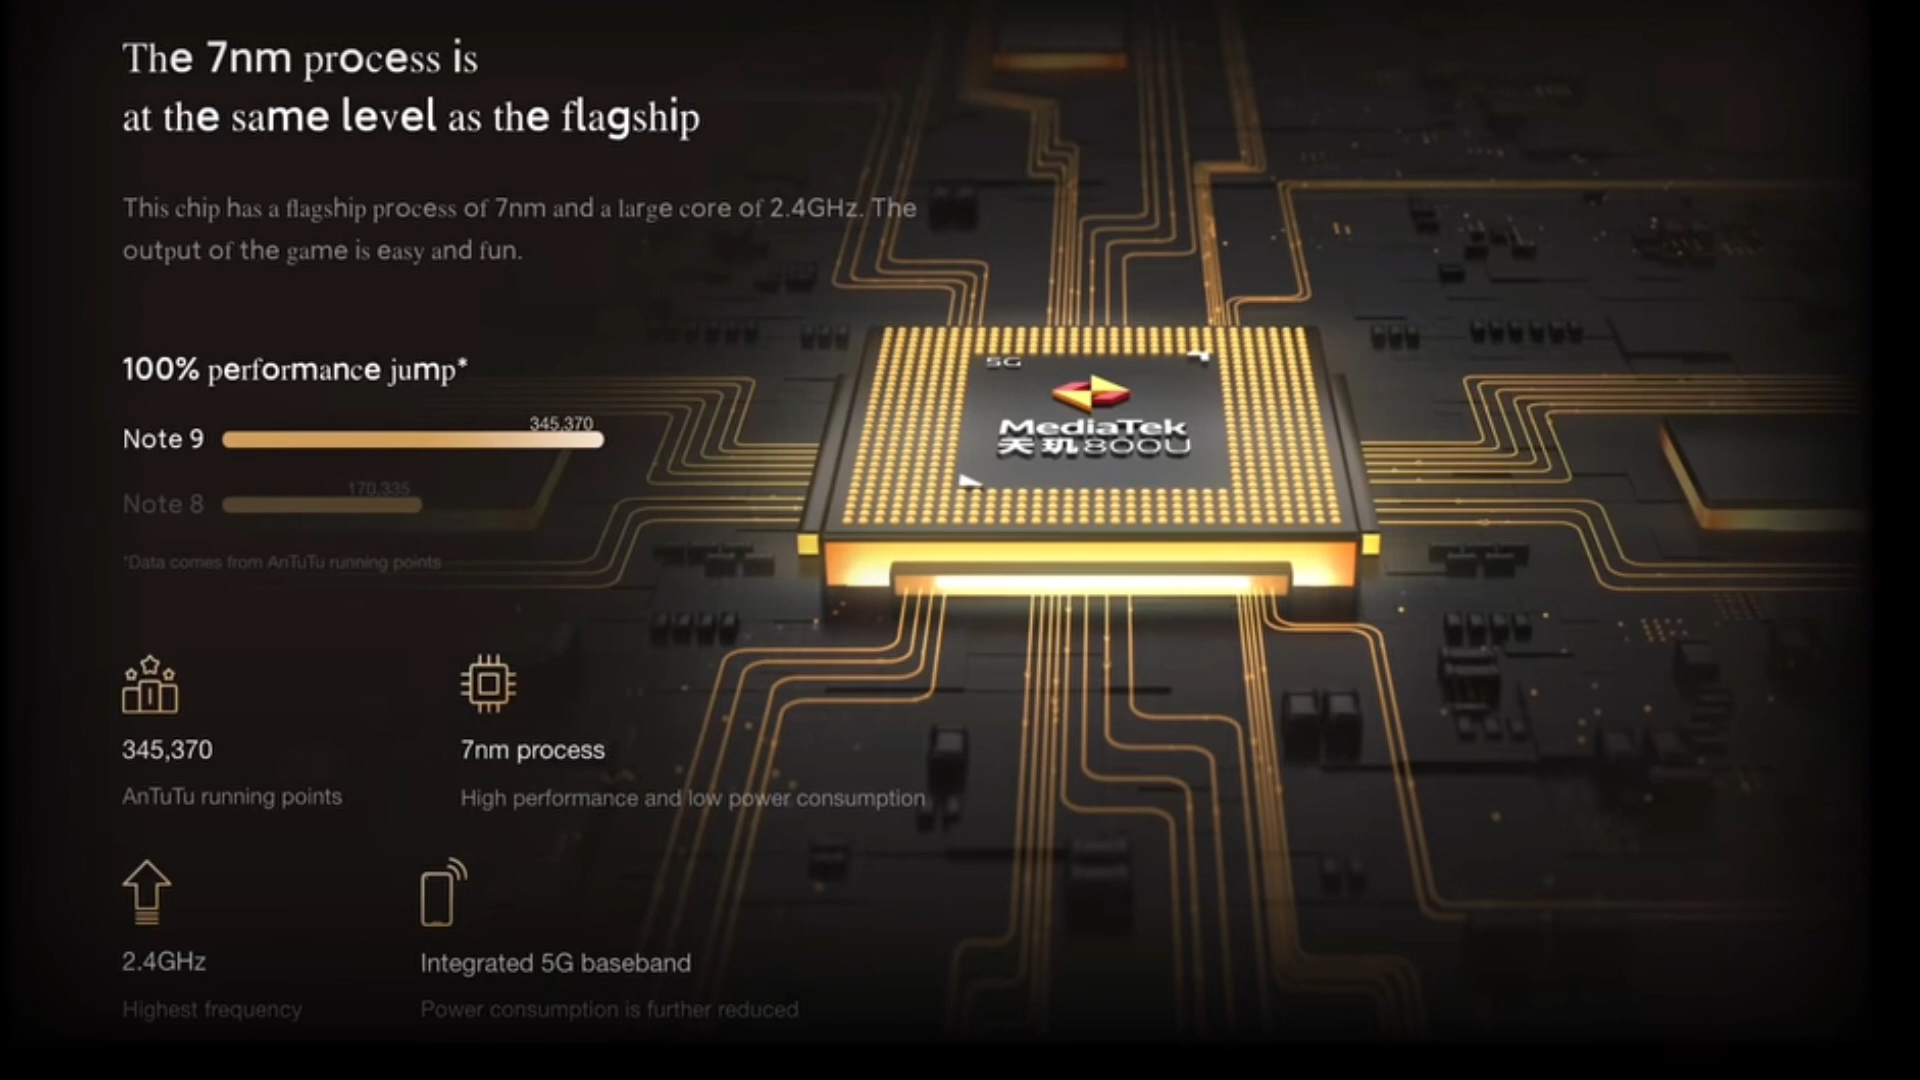 The 7nm process is
at the same level as the flagship
This chip has a flagship process of 7nm and a large core of 2.4GHz. The
output of the game is easy and fun.
100% performance jump*
Note 9
345,370
Note 8
170,335
*Data comes from AnTuTu running points
345,370
AnTuTu running points
7nm process
High performance and low power consumption
2.4GHz
Highest frequency
Integrated 5G baseband
Power consumption is further reduced
5G
MediaTek
天玑800U